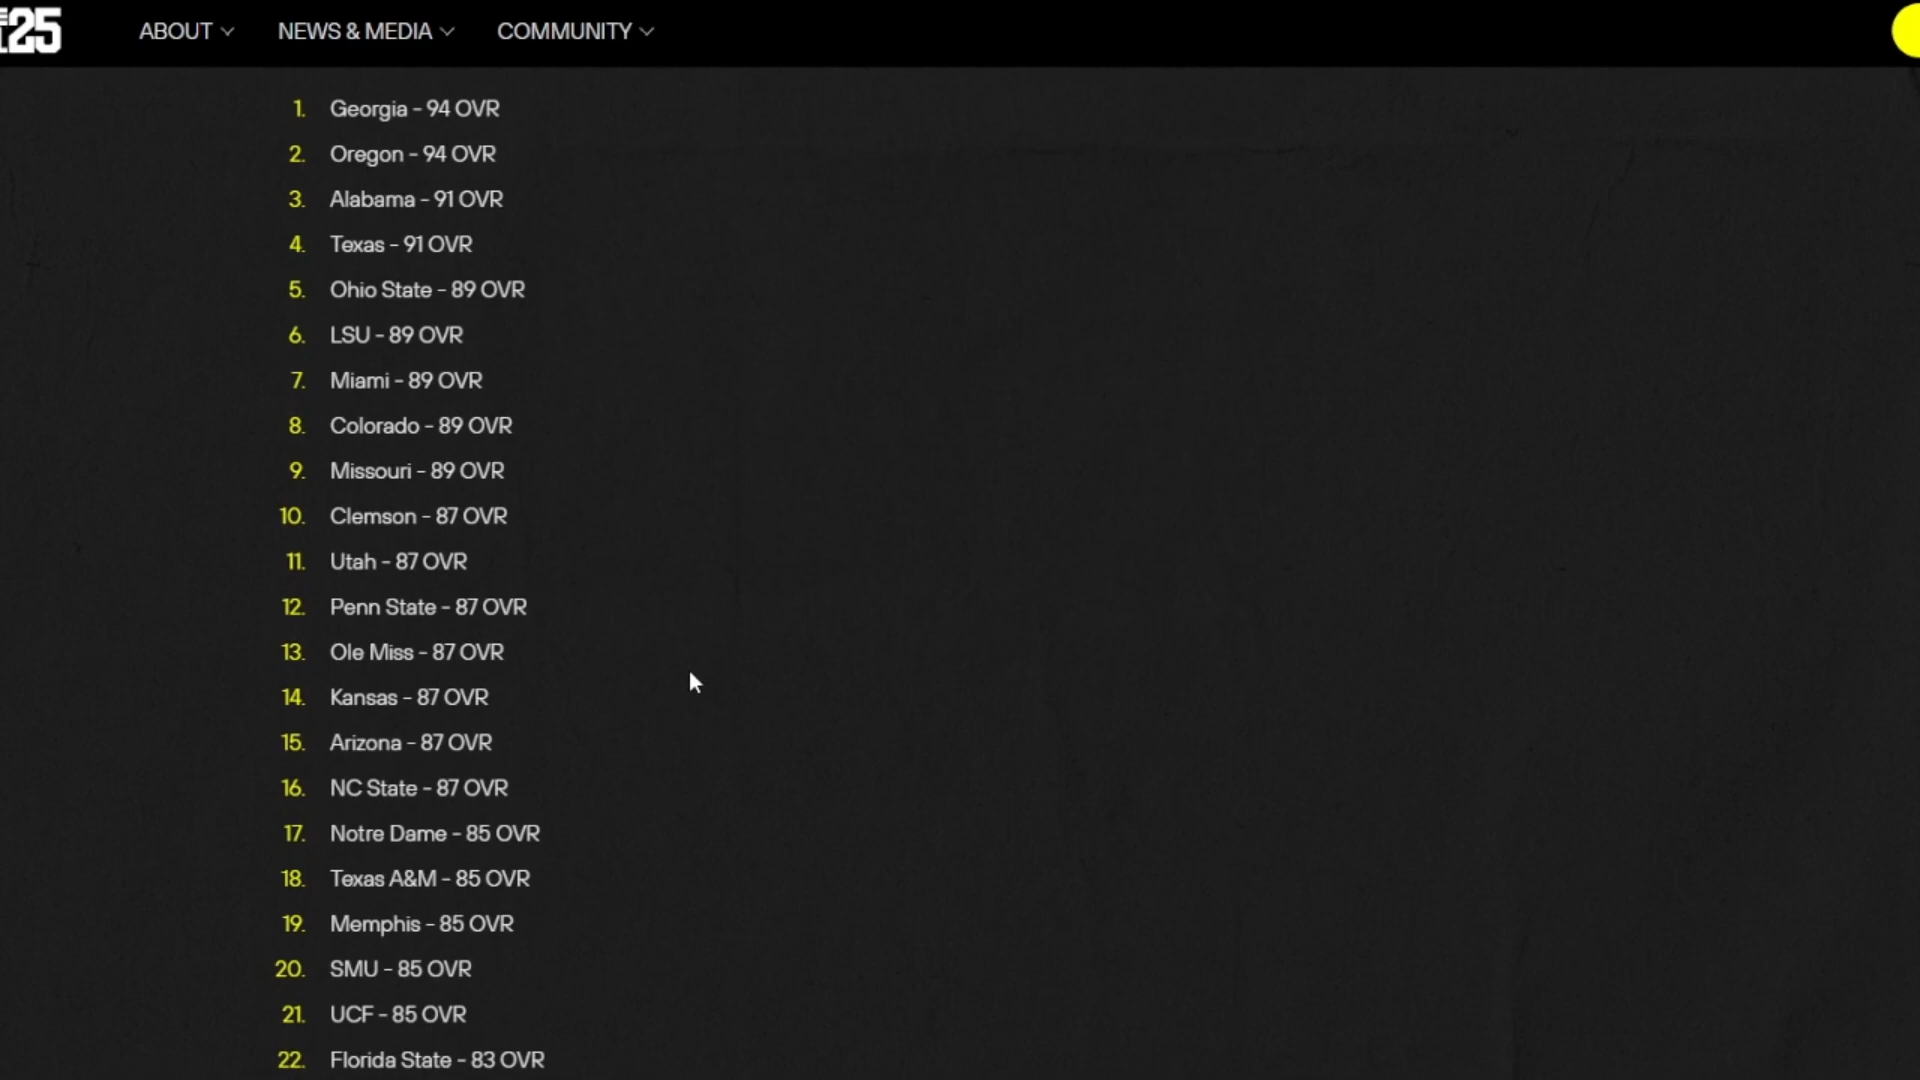 25
ABOUT NEWS & MEDIA COMMUNITY
1. Georgia - 94 OVR
2. Oregon - 94 OVR
3. Alabama - 91 OVR
4. Texas - 91 OVR
5. Ohio State - 89 OVR
6. LSU - 89 OVR
7. Miami - 89 OVR
8. Colorado - 89 OVR
9. Missouri - 89 OVR
10. Clemson - 87 OVR
11. Utah - 87 OVR
12. Penn State - 87 OVR
13. Ole Miss - 87 OVR
14. Kansas - 87 OVR
15. Arizona - 87 OVR
16. NC State - 87 OVR
17. Notre Dame - 85 OVR
18. Texas A&M - 85 OVR
19. Memphis - 85 OVR
20. SMU - 85 OVR
21. UCF - 85 OVR
22. Florida State - 83 OVR